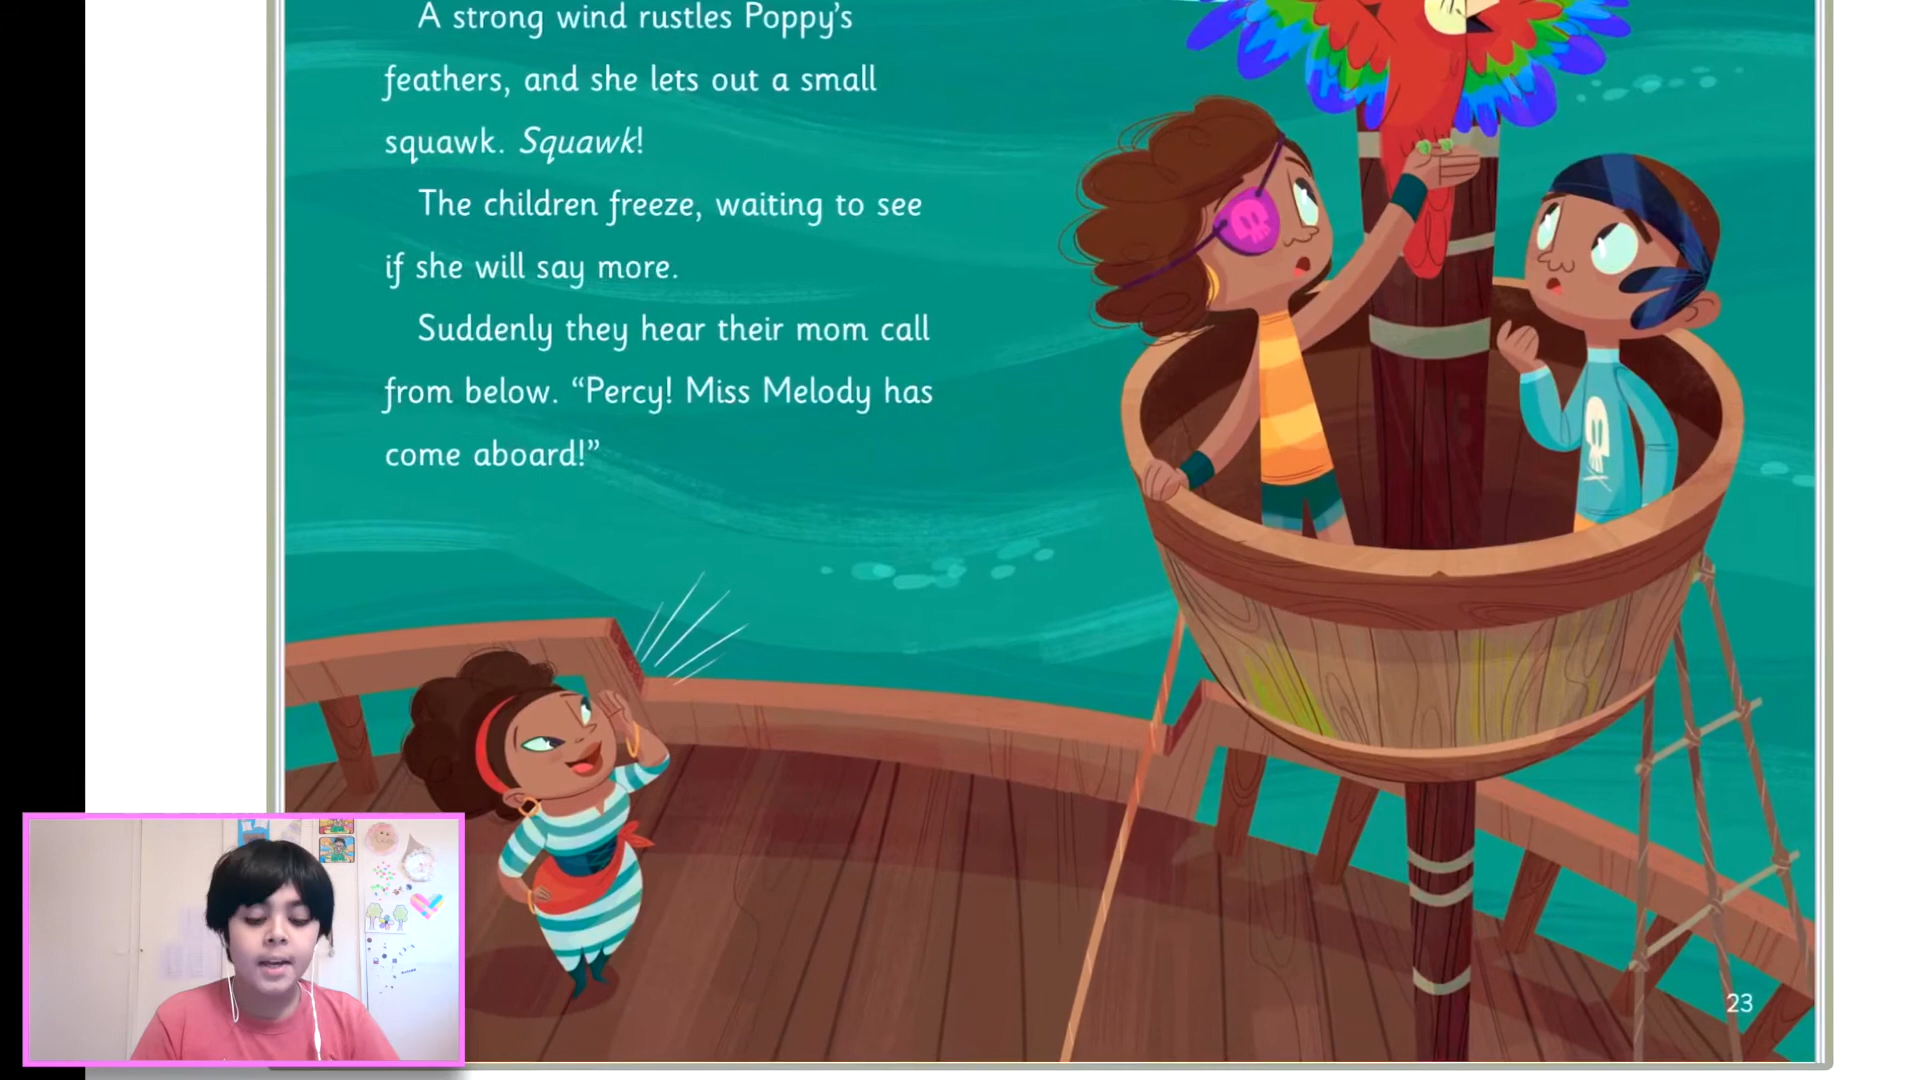 A strong wind rustles Poppy’s
feathers, and she lets out a small
squawk. Squawk!
The children freeze, waiting to see
if she will say more.
Suddenly they hear their mom call
from below. “Percy! Miss Melody has
come aboard!”
23